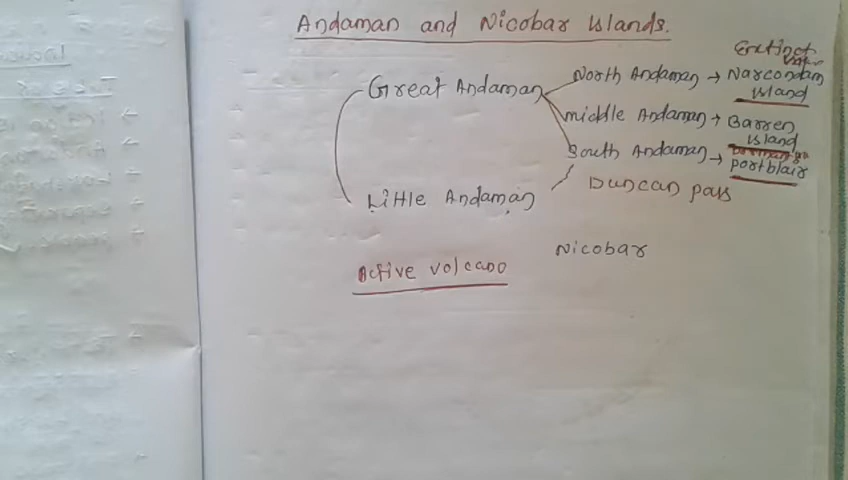 Andaman and Nicobar Islands.
Extinct
Great Andaman North Andaman → Narcondam
Island
middle Andaman → Barren
Island
South Andaman → portblair
Duncan pass
Little Andaman
Nicobar
Active volcano